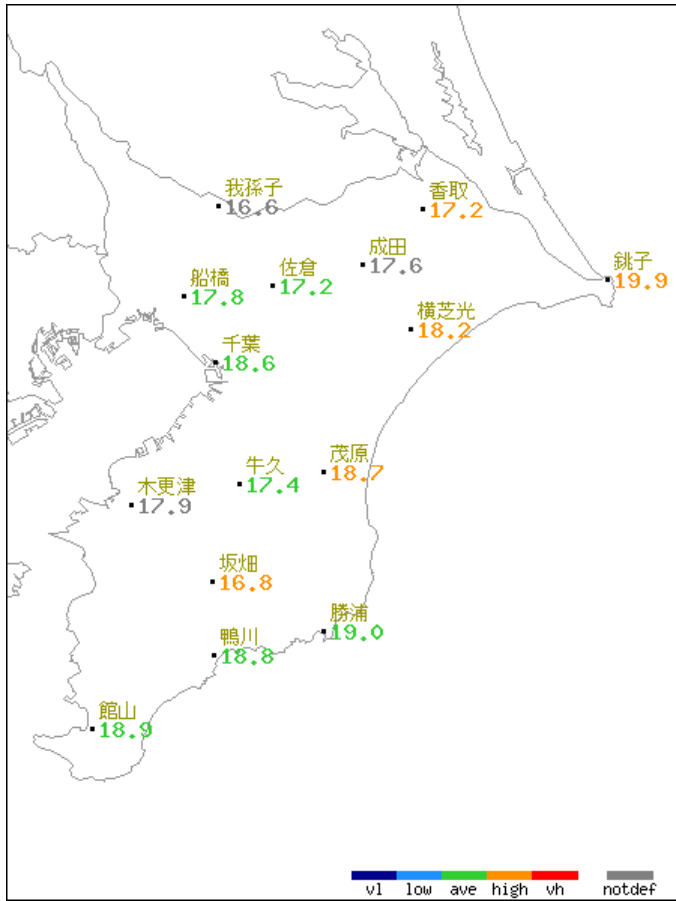 我孫子
16.6
香取
17.2
成田
17.6
佐倉
17.2
船橋
17.8
銚子
19.9
横芝光
18.2
千葉
18.6
茂原
18.7
牛久
17.4
木更津
17.9
坂畑
16.8
勝浦
19.0
鴨川
18.8
館山
18.9
vl low ave high vh notdef